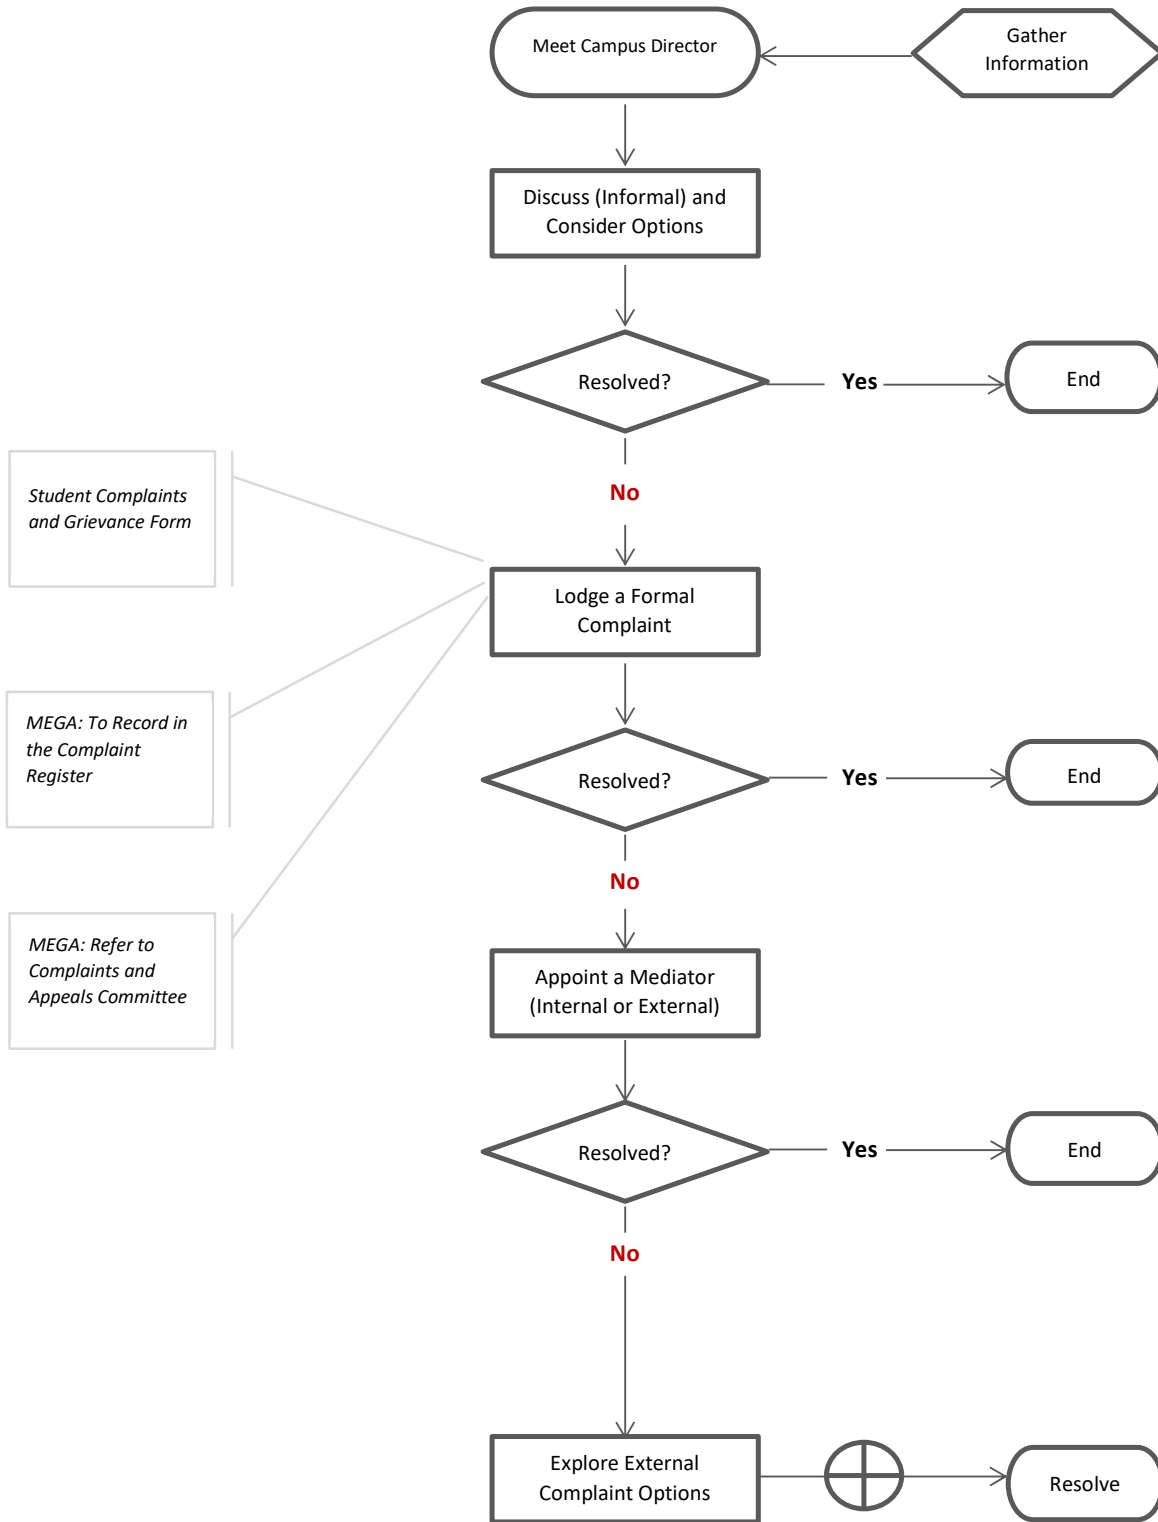 Meet Campus Director
Gather
Information
Discuss (Informal) and
Consider Options
Resolved?
Yes
End
No
Student Complaints
and Grievance Form
Lodge a Formal
Complaint
MEGA: To Record in
the Complaint
Register
Resolved?
Yes
End
No
MEGA: Refer to
Complaints and
Appeals Committee
Appoint a Mediator
(Internal or External)
Resolved?
Yes
End
No
Explore External
Complaint Options
Resolve